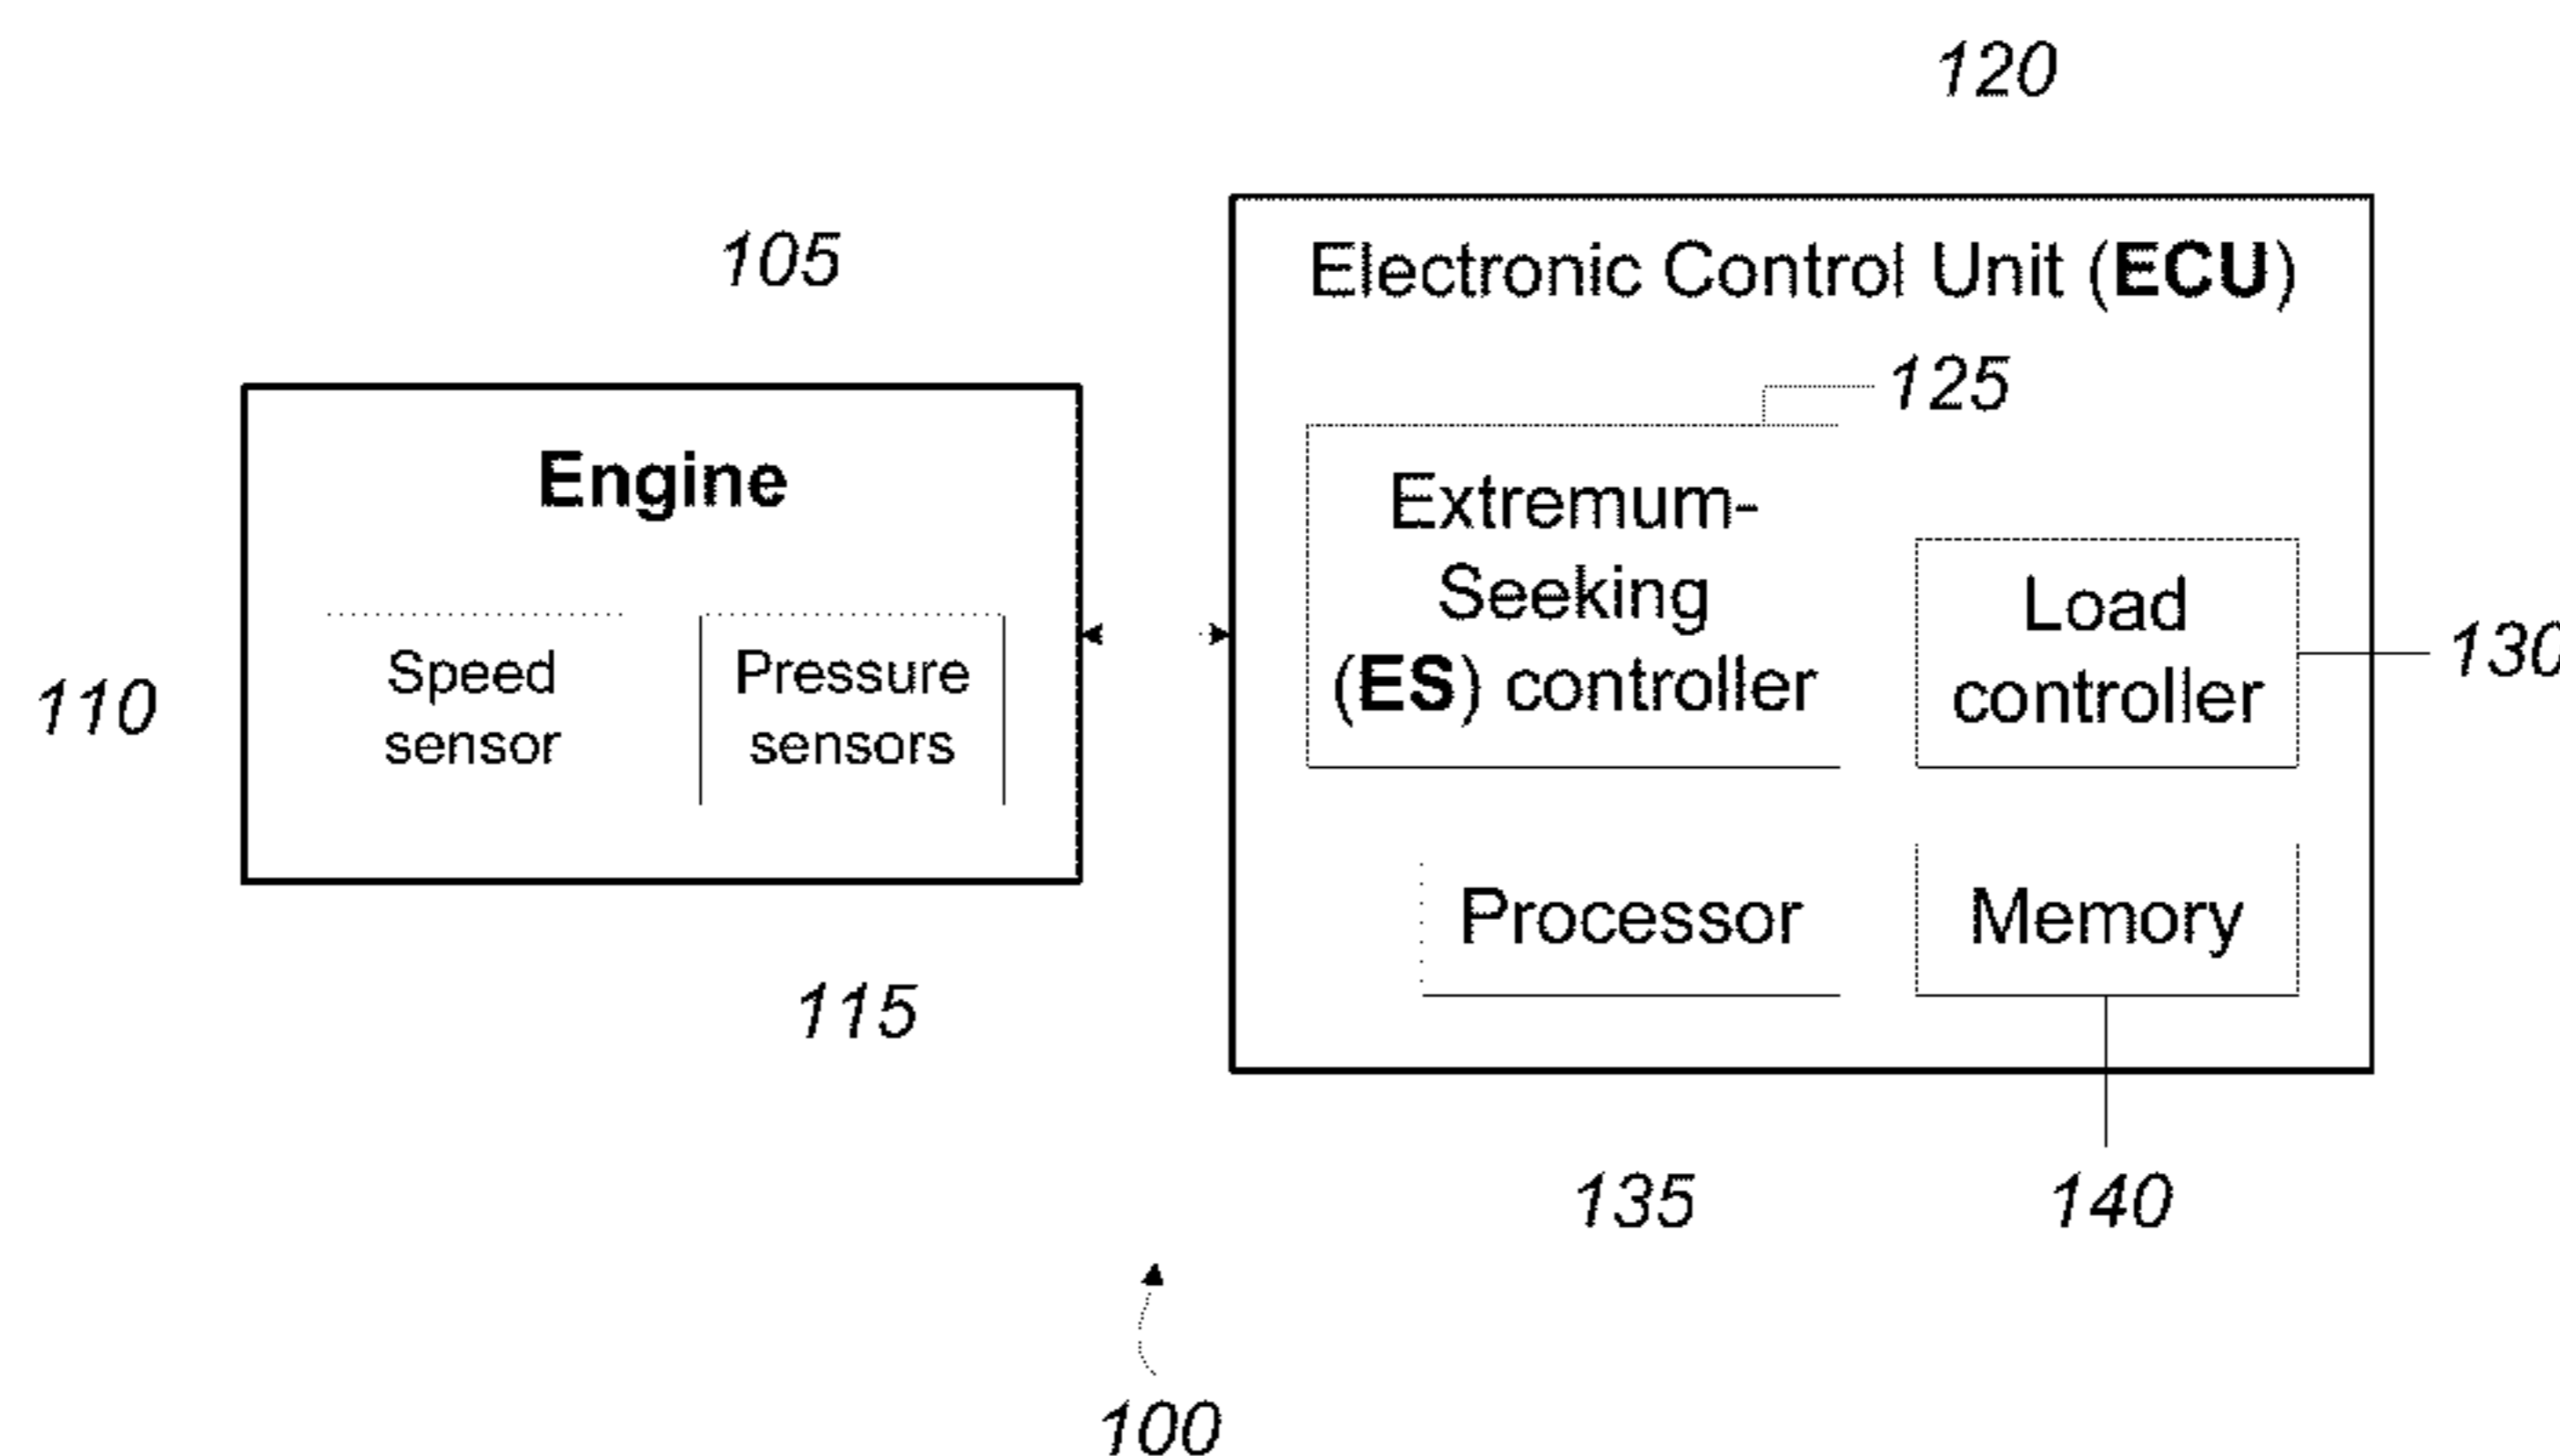 120
105
Electronic Control Unit (ECU)
125
Engine
Extremum-
Seeking
(ES) controller
Load
controller
130
110
Speed
sensor
Pressure
sensors
Processor
Memory
115
135
140
100